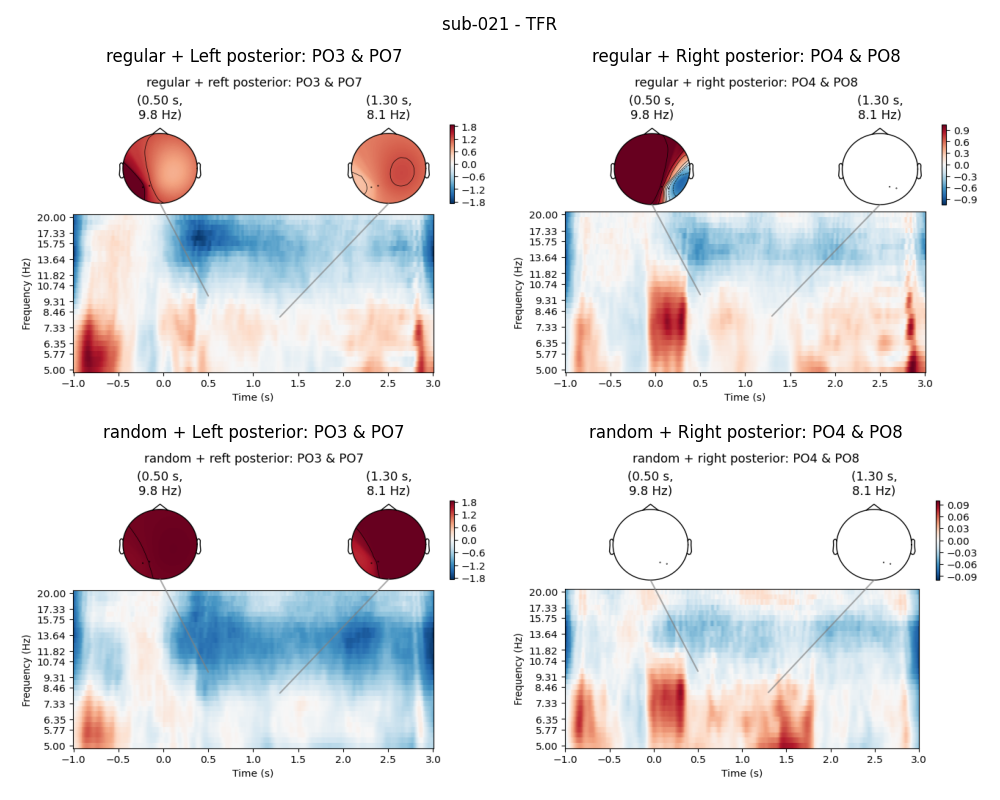 sub-021 - TFR
regular + Left posterior: PO3 & PO7
regular + reft posterior: PO3 & PO7
(0.50 s,
9.8 Hz)
(1.30 s,
8.1 Hz)
1.8
1.2
0.6
0.0
−0.6
−1.2
−1.8
20.00
17.33
15.75
13.64
11.82
10.74
9.31
8.46
7.33
6.35
5.77
5.00
Frequency (Hz)
−1.0 −0.5 0.0 0.5 1.0 1.5 2.0 2.5 3.0
Time (s)
regular + Right posterior: PO4 & PO8
regular + right posterior: PO4 & PO8
(0.50 s,
9.8 Hz)
(1.30 s,
8.1 Hz)
0.9
0.6
0.3
0.0
−0.3
−0.6
−0.9
20.00
17.33
15.75
13.64
11.82
10.74
9.31
8.46
7.33
6.35
5.77
5.00
Frequency (Hz)
−1.0 −0.5 0.0 0.5 1.0 1.5 2.0 2.5 3.0
Time (s)
random + Left posterior: PO3 & PO7
random + reft posterior: PO3 & PO7
(0.50 s,
9.8 Hz)
(1.30 s,
8.1 Hz)
1.8
1.2
0.6
0.0
−0.6
−1.2
−1.8
20.00
17.33
15.75
13.64
11.82
10.74
9.31
8.46
7.33
6.35
5.77
5.00
Frequency (Hz)
−1.0 −0.5 0.0 0.5 1.0 1.5 2.0 2.5 3.0
Time (s)
random + Right posterior: PO4 & PO8
random + right posterior: PO4 & PO8
(0.50 s,
9.8 Hz)
(1.30 s,
8.1 Hz)
0.09
0.06
0.03
0.00
−0.03
−0.06
−0.09
20.00
17.33
15.75
13.64
11.82
10.74
9.31
8.46
7.33
6.35
5.77
5.00
Frequency (Hz)
−1.0 −0.5 0.0 0.5 1.0 1.5 2.0 2.5 3.0
Time (s)